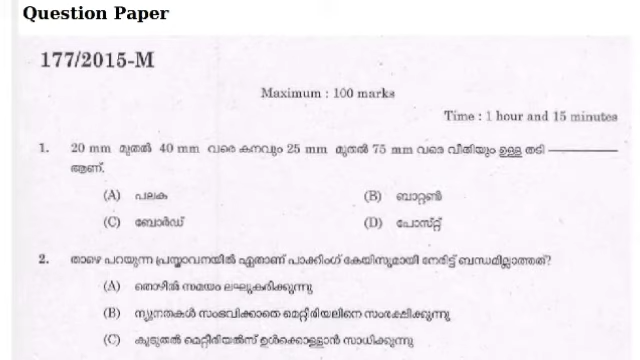 Question Paper
177/2015-M
Maximum : 100 marks
Time : 1 hour and 15 minutes
1. 20 mm മുതൽ 40 mm വരെ കനവും 25 mm മുതൽ 75 mm വരെ വീതിയും ഉള്ള തടി ————
ആണ്.
(A) പലക (B) ബാറ്റൺ
(C) ബോർഡ് (D) പോസ്റ്റ്
2. താഴെ പറയുന്ന പ്രസ്താവനയിൽ ഏതാണ് പാക്കിംഗ് കേയിസുമായി നേരിട്ട് ബന്ധമില്ലാത്തത്?
(A) തൊഴിൽ സമയം ലഘുകരിക്കുന്നു
(B) ന്യൂനതകൾ സംഭവിക്കാതെ മെറ്റീരിയലിനെ സംരക്ഷിക്കുന്നു
(C) കൂടുതൽ മെറ്റീരിയൽസ് ഉൾക്കൊള്ളാൻ സാധിക്കുന്നു